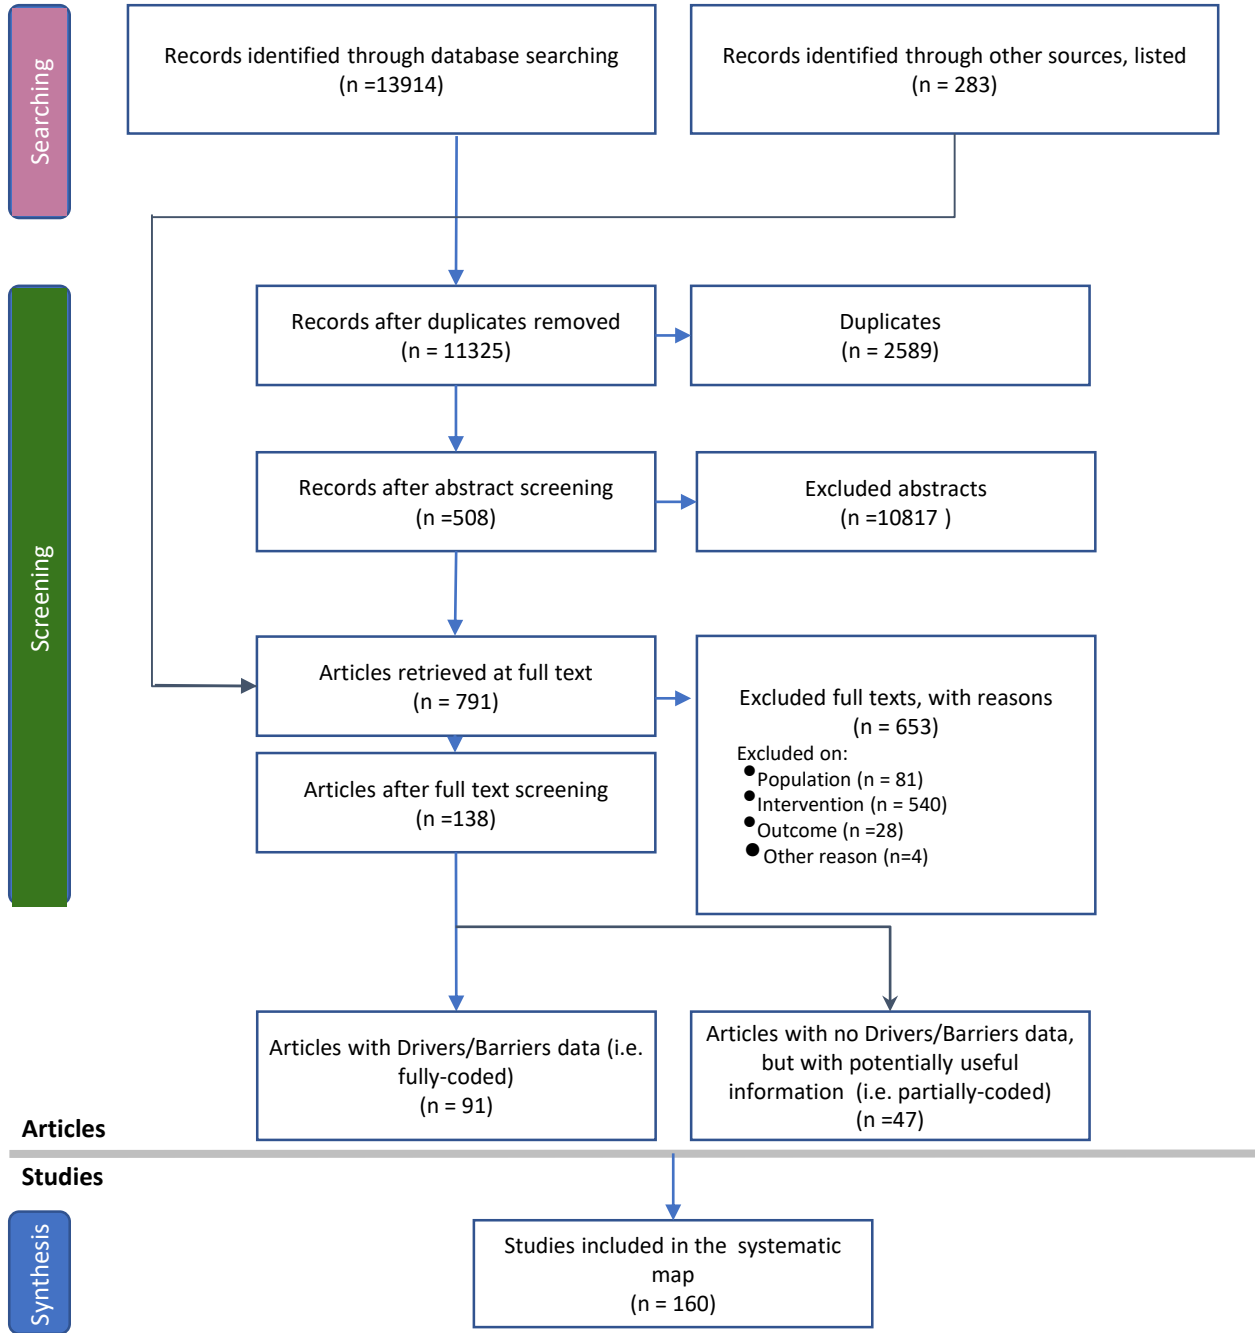 Searching
Records identified through database searching
(n =13914)
Records identified through other sources, listed
(n = 283)
Screening
Records after duplicates removed
(n = 11325)
Duplicates
(n = 2589)
Records after abstract screening
(n =508)
Excluded abstracts
(n =10817 )
Articles retrieved at full text
(n = 791)
Excluded full texts, with reasons
(n = 653)
Excluded on:
•Population (n = 81)
•Intervention (n = 540)
•Outcome (n =28)
•Other reason (n=4)
Articles after full text screening
(n =138)
Articles with Drivers/Barriers data (i.e.
fully-coded)
(n = 91)
Articles with no Drivers/Barriers data,
but with potentially useful
information (i.e. partially-coded)
(n =47)
Articles
Studies
Synthesis
Studies included in the systematic
map
(n = 160)